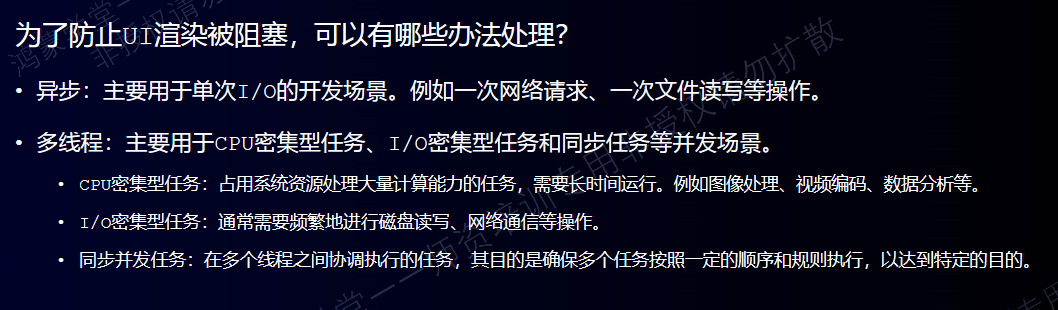 为了防止UI渲染被阻塞，可以有哪些办法处理？
• 异步：主要用于单次I/O的开发场景。例如一次网络请求、一次文件读写等操作。
• 多线程：主要用于CPU密集型任务、I/O密集型任务和同步任务等并发场景。
• CPU密集型任务：占用系统资源处理大量计算能力的任务，需要长时间运行。例如图像处理、视频编码、数据分析等。
• I/O密集型任务：通常需要频繁地进行磁盘读写、网络通信等操作。
• 同步并发任务：在多个线程之间协调执行的任务，其目的是确保多个任务按照一定的顺序和规则执行，以达到特定的目的。